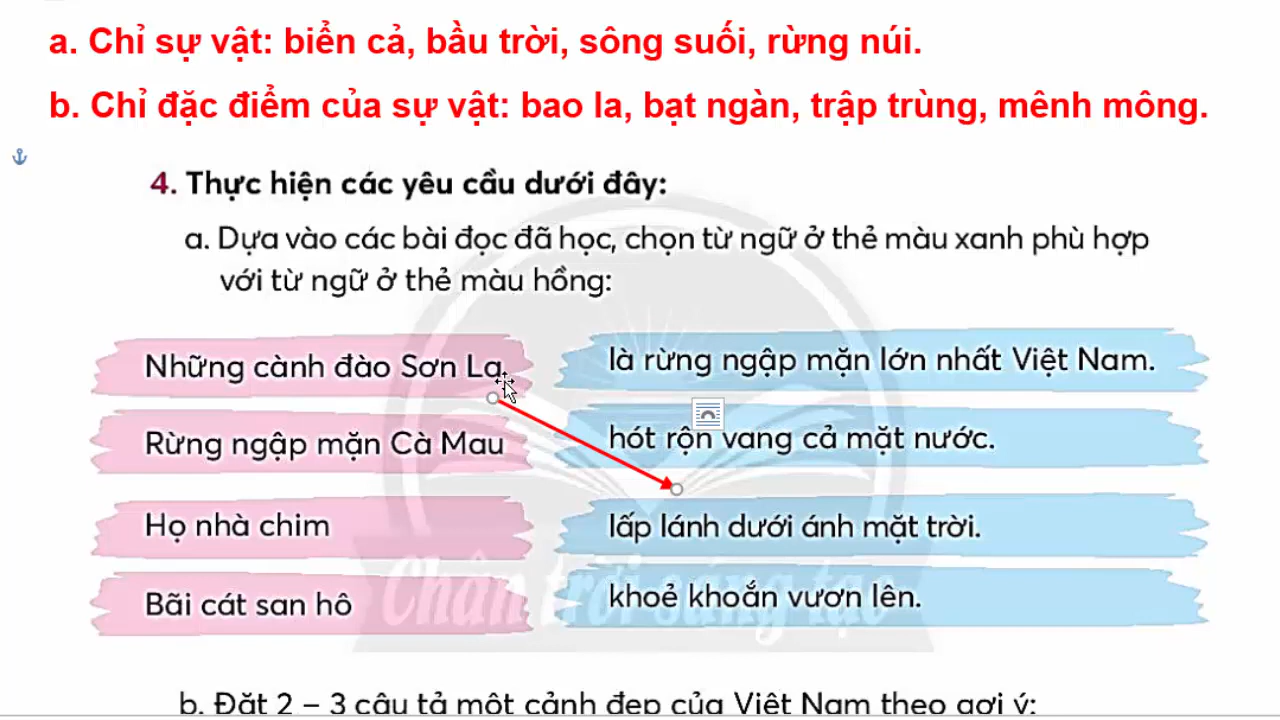 a. Chỉ sự vật: biển cả, bầu trời, sông suối, rừng núi.
b. Chỉ đặc điểm của sự vật: bao la, bạt ngàn, trập trùng, mênh mông.
4. Thực hiện các yêu cầu dưới đây:
a. Dựa vào các bài đọc đã học, chọn từ ngữ ở thẻ màu xanh phù hợp
với từ ngữ ở thẻ màu hồng:
Những cành đào Sơn La
là rừng ngập mặn lớn nhất Việt Nam.
Rừng ngập mặn Cà Mau
hót rộn vang cả mặt nước.
Họ nhà chim
lấp lánh dưới ánh mặt trời.
Bãi cát san hô
khoẻ khoắn vươn lên.
Chân trời sáng tạo
b. Đặt 2 – 3 câu tả một cảnh đẹp của Việt Nam theo gợi ý: